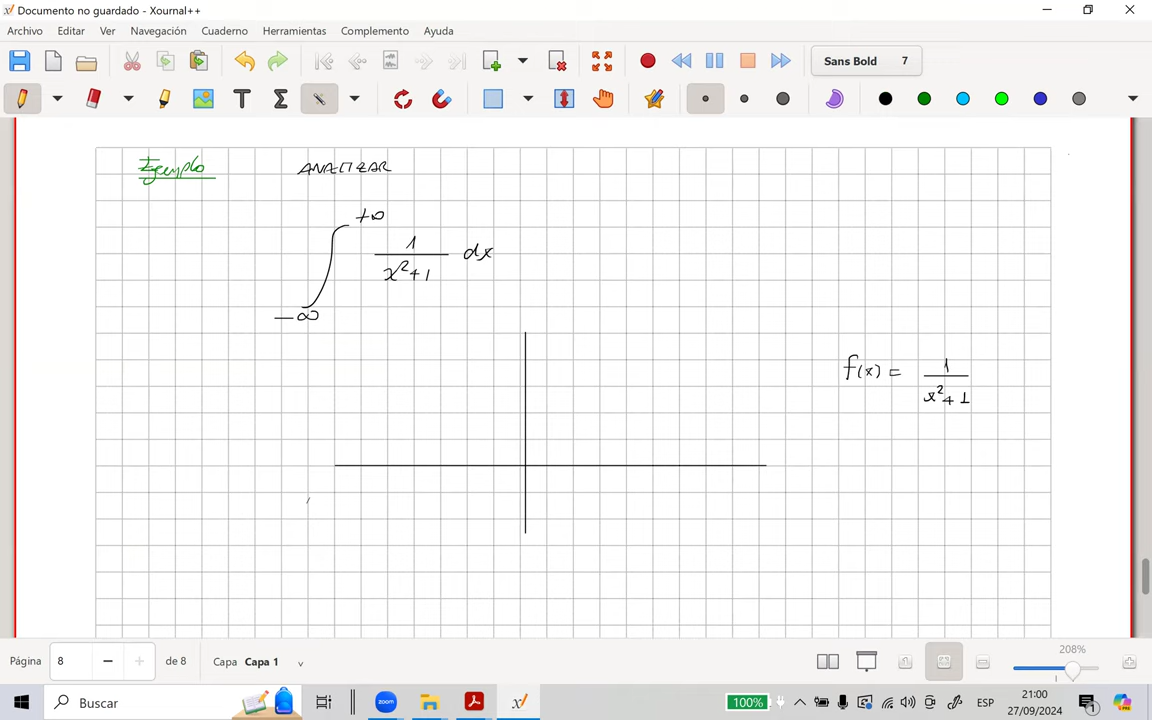 Documento no guardado - Xournal++
Archivo Editar Ver Navegación Cuaderno Herramientas Complemento Ayuda
Sans Bold 7
Ejemplo ANALIZAR
+∞
1
x²+1
dx
-∞
f(x) = 1
x²+1
Página 8 de 8 Capa Capa 1
208%
Buscar
zoom
100%
ESP
21:00
27/09/2024
1